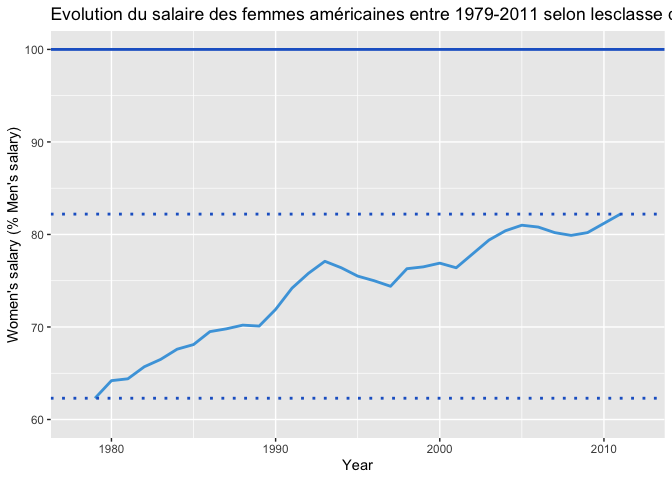 Evolution du salaire des femmes américaines entre 1979-2011 selon lesclasse
100
90
80
70
60
Women's salary (% Men's salary)
1980 1990 2000 2010
Year